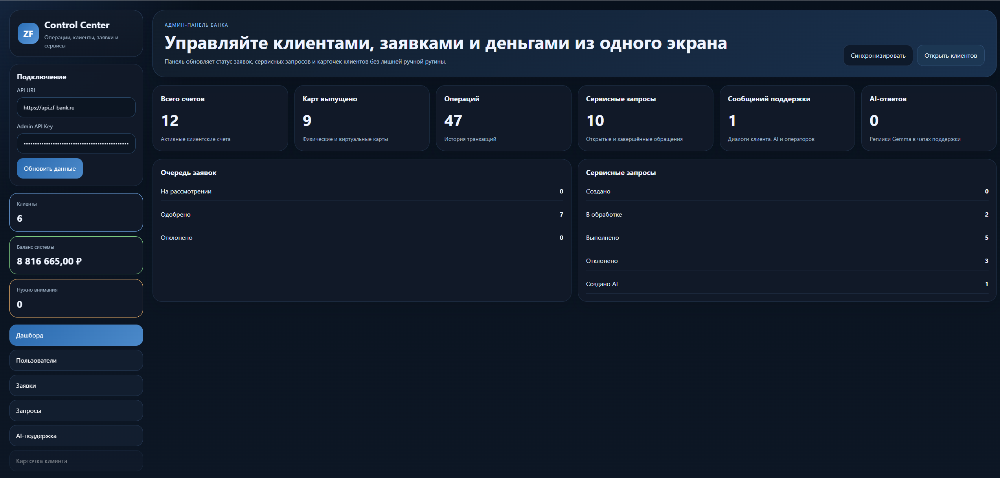 ZF
Control Center
Операции, клиенты, заявки и
сервисы
Подключение
API URL
https://api.zf-bank.ru
Admin API Key
Обновить данные
Клиенты
6
Баланс системы
8 816 665,00 ₽
Нужно внимания
0
Дашборд
Пользователи
Заявки
Запросы
AI-поддержка
Карточка клиента
АДМИН-ПАНЕЛЬ БАНКА
Управляйте клиентами, заявками и деньгами из одного экрана
Панель обновляет статус заявок, сервисных запросов и карточек клиентов без лишней ручной рутины.
Синхронизировать
Открыть клиентов
Всего счетов
12
Активные клиентские счета
Карт выпущено
9
Физические и виртуальные карты
Операций
47
История транзакций
Сервисные запросы
10
Открытые и завершённые обращения
Сообщений поддержки
1
Диалоги клиента, AI и операторов
AI-ответов
0
Реплики Gemma в чатах поддержки
Очередь заявок
На рассмотрении 0
Одобрено 7
Отклонено 0
Сервисные запросы
Создано 0
В обработке 2
Выполнено 5
Отклонено 3
Создано AI 1